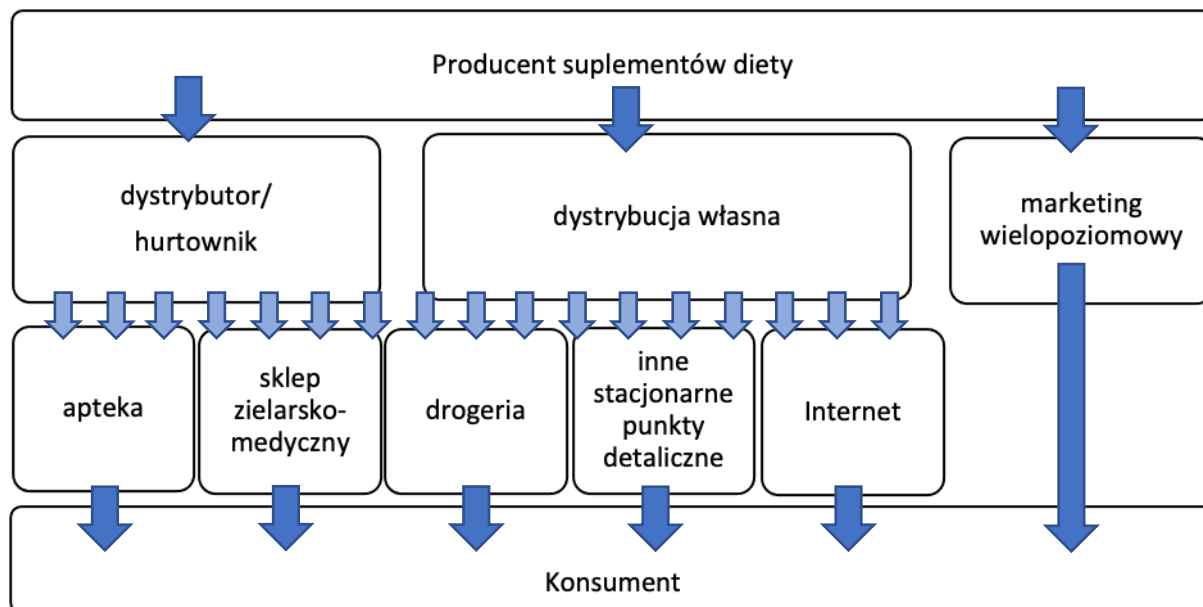 Producent suplementów diety
dystrybutor/
hurtownik
dystrybucja własna
marketing
wielopoziomowy
apteka
sklep
zielarsko-
medyczny
drogeria
inne
stacjonarne
punkty
detaliczne
Internet
Konsument